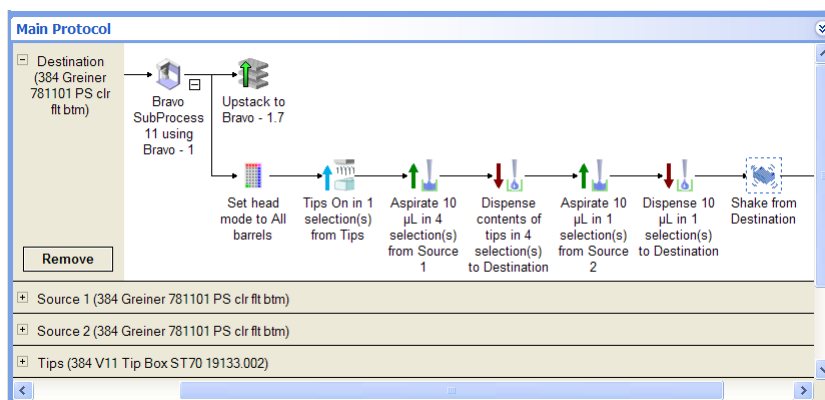 Main Protocol
Destination
(384 Greiner
781101 PS clr
flt btm)
Remove
Bravo
SubProcess
11 using
Bravo - 1
Upstack to
Bravo - 1.7
Set head
mode to All
barrels
Tips On in 1
selection(s)
from Tips
Aspirate 10
µL in 4
selection(s)
from Source
1
Dispense
contents of
tips in 4
selection(s)
to Destination
Aspirate 10
µL in 1
selection(s)
from Source
2
Dispense 10
µL in 1
selection(s)
to Destination
Shake from
Destination
Source 1 (384 Greiner 781101 PS clr flt btm)
Source 2 (384 Greiner 781101 PS clr flt btm)
Tips (384 V11 Tip Box ST70 19133.002)